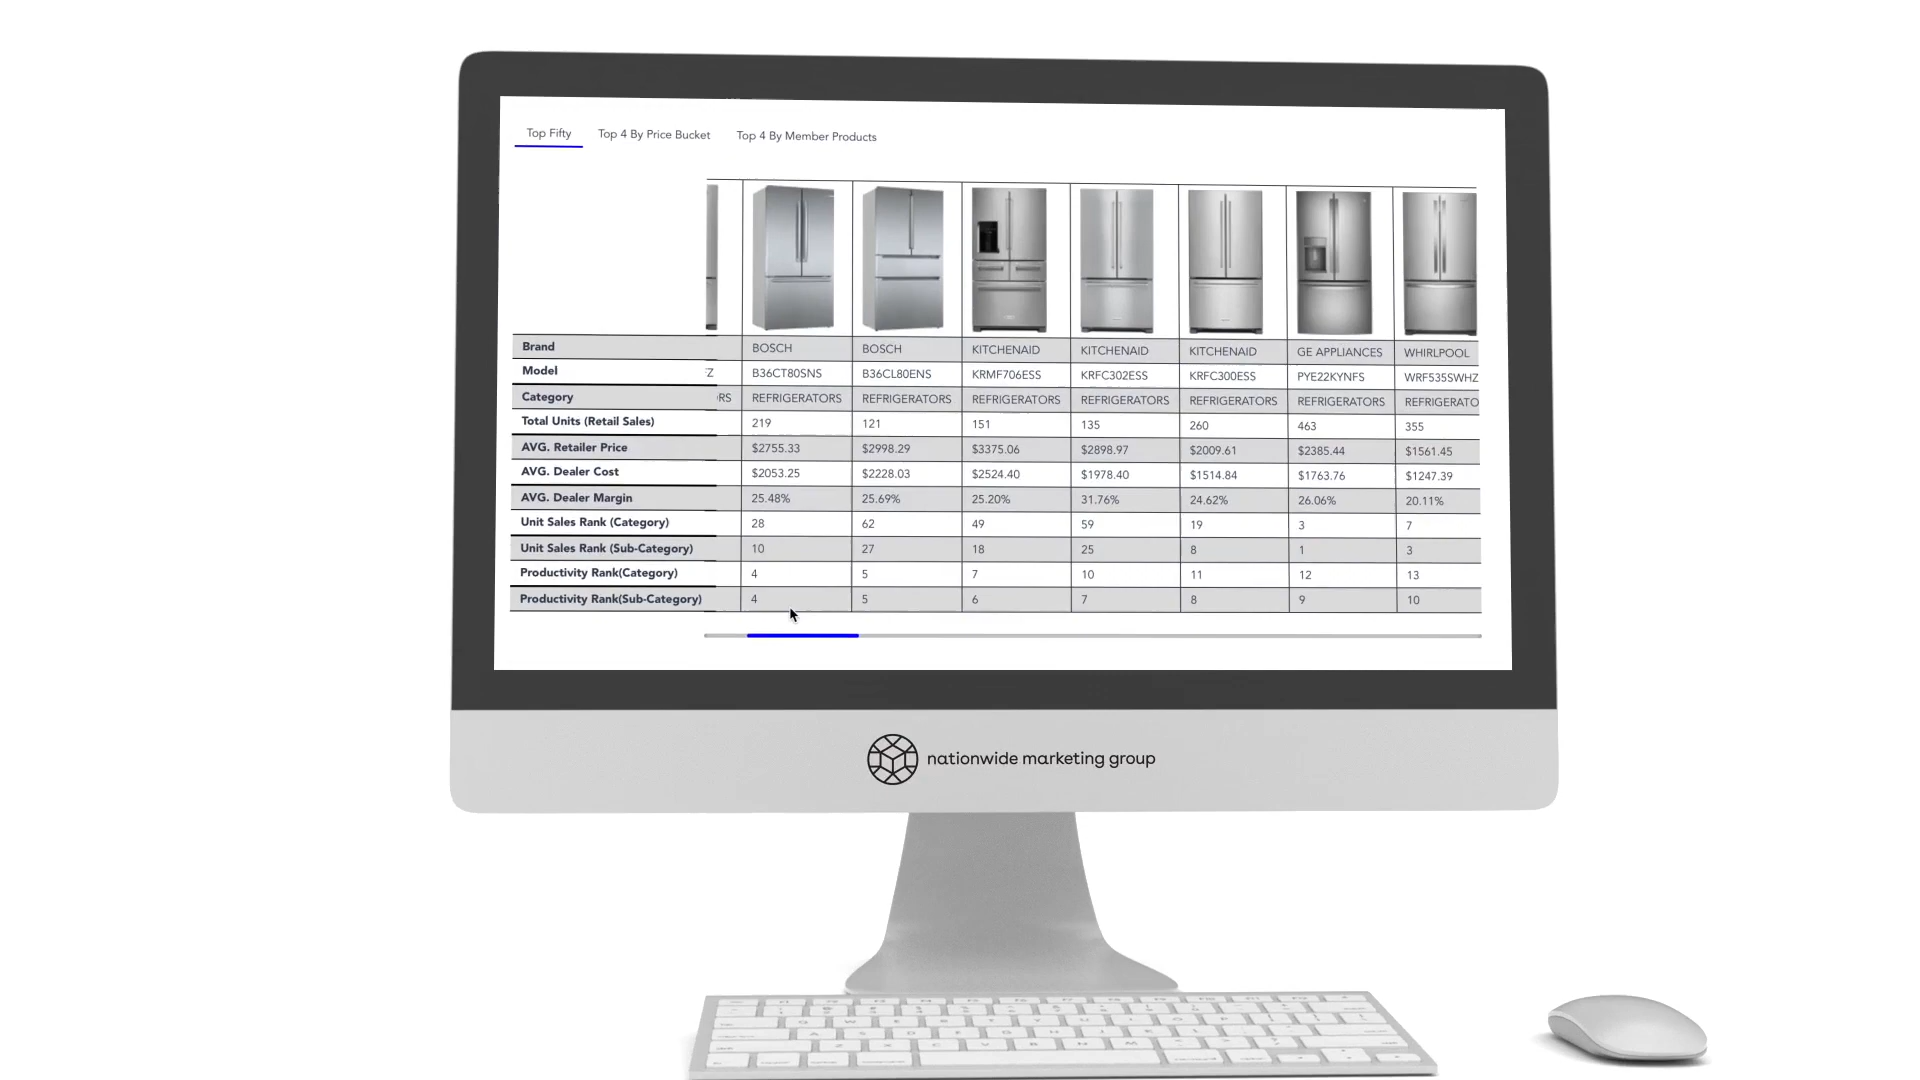 Top Fifty Top 4 By Price Bucket Top 4 By Member Products
Brand BOSCH BOSCH KITCHENAID KITCHENAID KITCHENAID GE APPLIANCES WHIRLPOOL
Model Z B36CT80SNS B36CL80ENS KRMF706ESS KRFC302ESS KRFC300ESS PYE22KYNFS WRF535SWHZ
Category RS REFRIGERATORS REFRIGERATORS REFRIGERATORS REFRIGERATORS REFRIGERATORS REFRIGERATORS REFRIGERATO
Total Units (Retail Sales) 219 121 151 135 260 463 355
AVG. Retailer Price $2755.33 $2998.29 $3375.06 $2898.97 $2009.61 $2385.44 $1561.45
AVG. Dealer Cost $2053.25 $2228.03 $2524.40 $1978.40 $1514.84 $1763.76 $1247.39
AVG. Dealer Margin 25.48% 25.69% 25.20% 31.76% 24.62% 26.06% 20.11%
Unit Sales Rank (Category) 28 62 49 59 19 3 7
Unit Sales Rank (Sub-Category) 10 27 18 25 8 1 3
Productivity Rank(Category) 4 5 7 10 11 12 13
Productivity Rank(Sub-Category) 4 5 6 7 8 9 10
nationwide marketing group